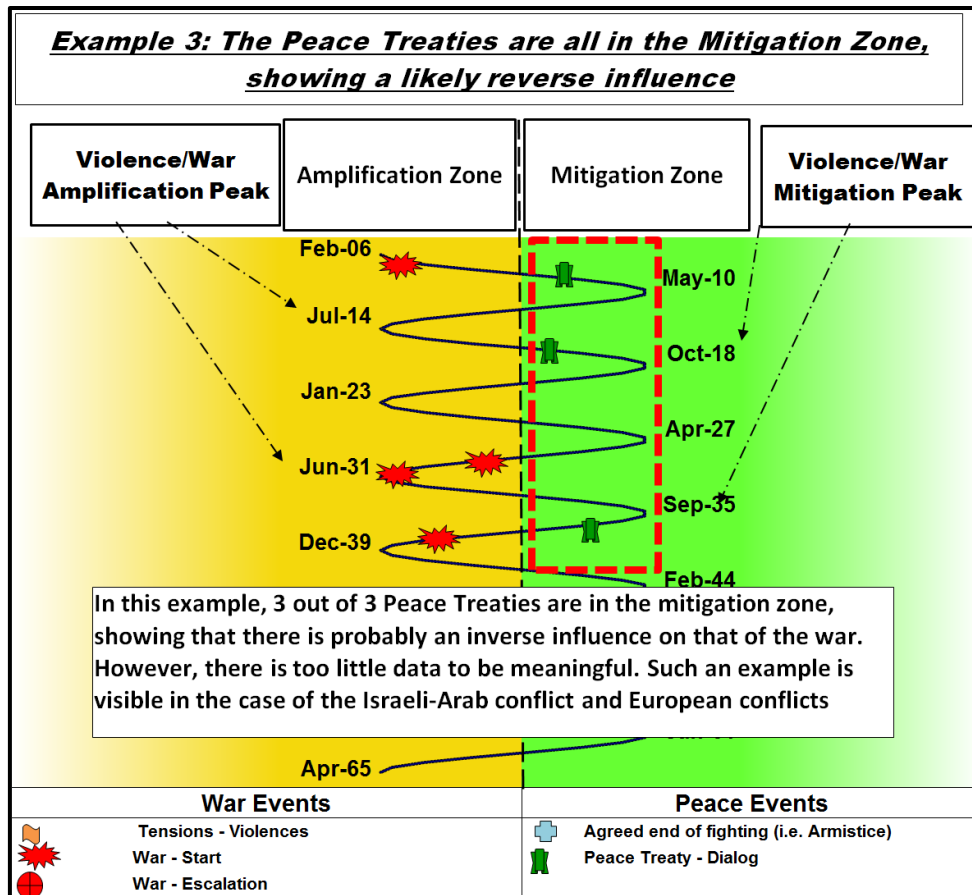 Example 3: The Peace Treaties are all in the Mitigation Zone,
showing a likely reverse influence
Violence/War
Amplification Peak
Amplification Zone
Mitigation Zone
Violence/War
Mitigation Peak
Feb-06
May-10
Jul-14
Oct-18
Jan-23
Apr-27
Jun-31
Sep-35
Dec-39
Feb-44
In this example, 3 out of 3 Peace Treaties are in the mitigation zone,
showing that there is probably an inverse influence on that of the war.
However, there is too little data to be meaningful. Such an example is
visible in the case of the Israeli-Arab conflict and European conflicts
Apr-65
War Events
Peace Events
Tensions - Violences
Agreed end of fighting (i.e. Armistice)
War - Start
Peace Treaty - Dialog
War - Escalation